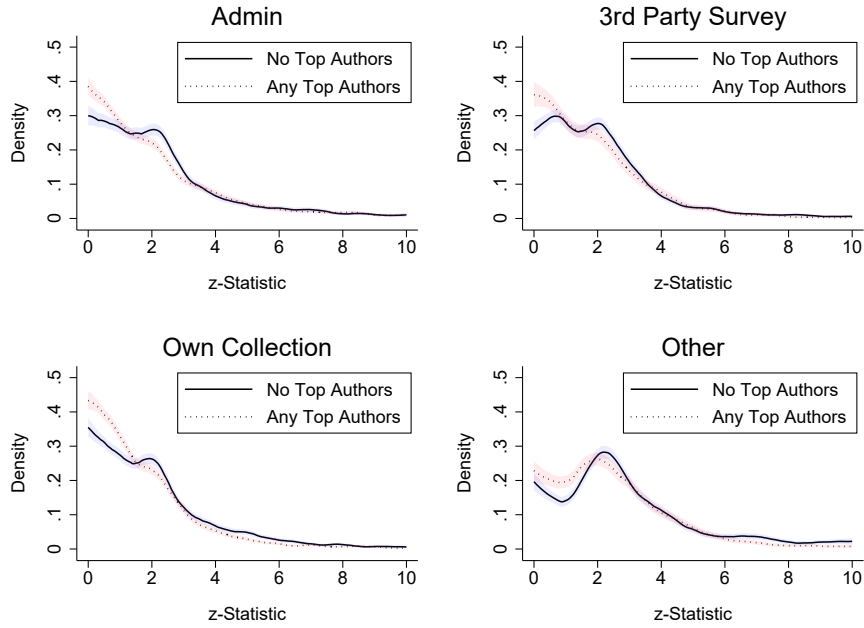 Admin
No Top Authors
Any Top Authors
Density
0 .1 .2 .3 .4 .5
0 2 4 6 8 10
z-Statistic
3rd Party Survey
No Top Authors
Any Top Authors
Density
0 .1 .2 .3 .4 .5
0 2 4 6 8 10
z-Statistic
Own Collection
No Top Authors
Any Top Authors
Density
0 .1 .2 .3 .4 .5
0 2 4 6 8 10
z-Statistic
Other
No Top Authors
Any Top Authors
Density
0 .1 .2 .3 .4 .5
0 2 4 6 8 10
z-Statistic